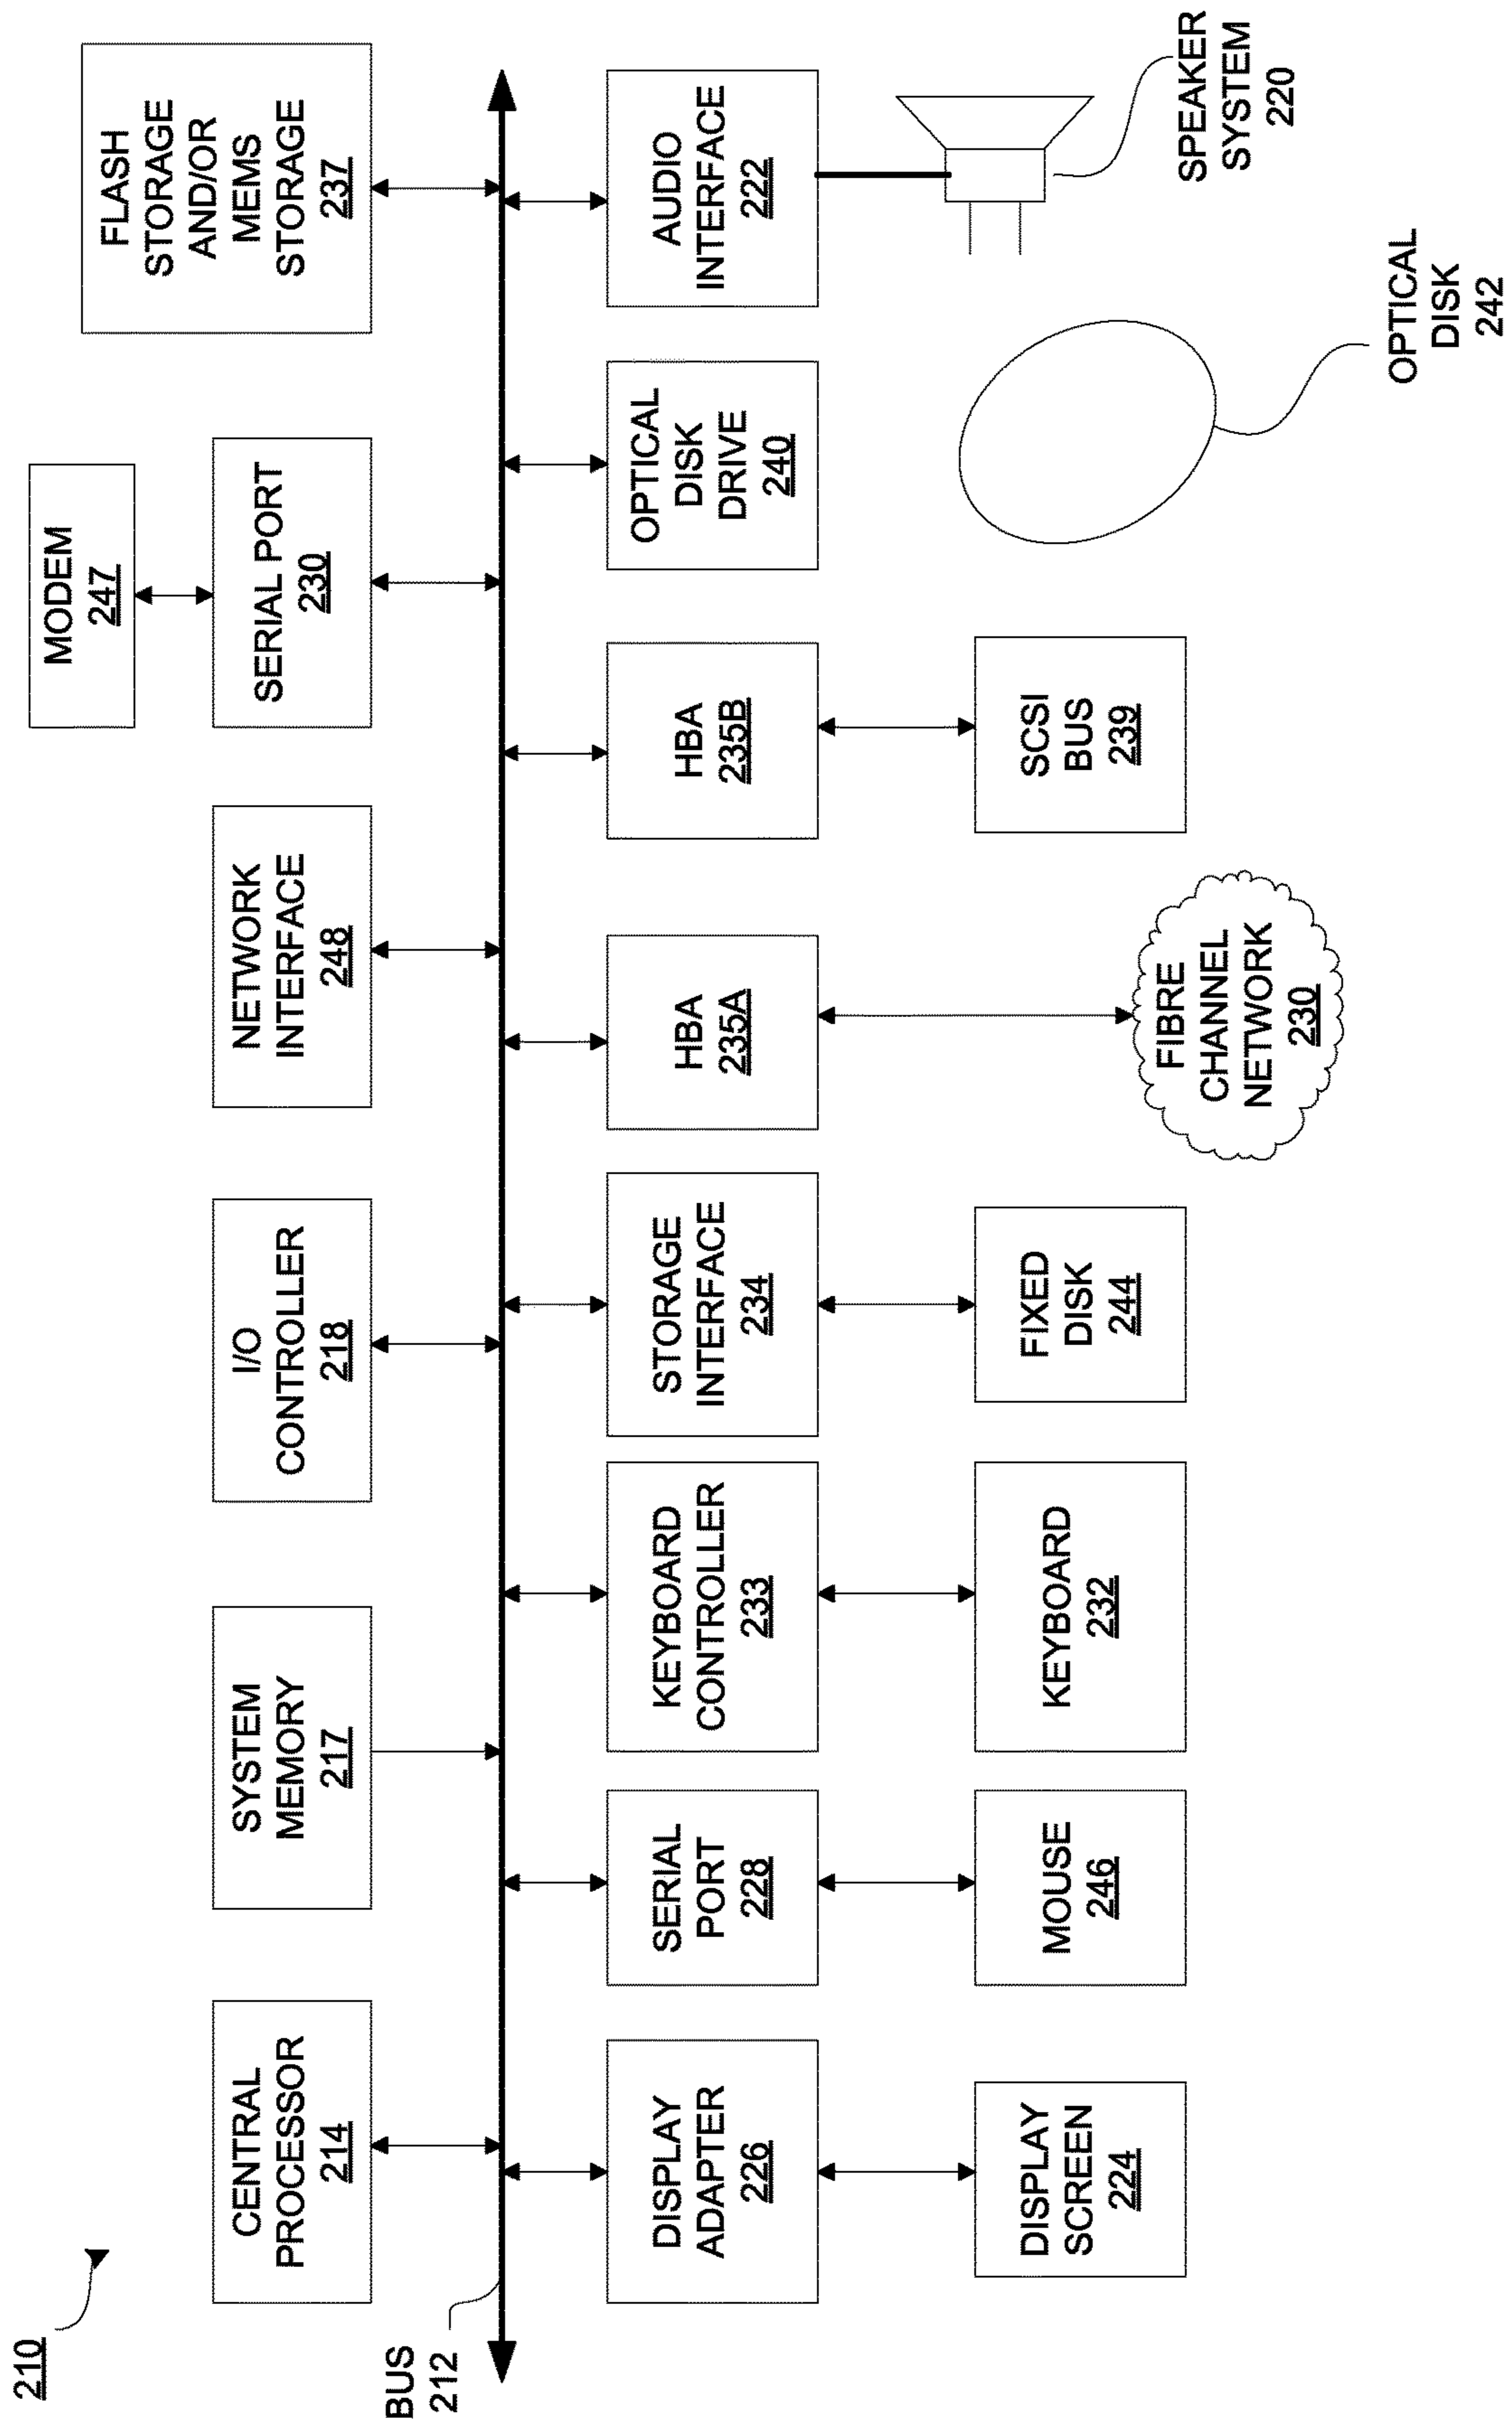 210
CENTRAL
PROCESSOR
214
SYSTEM
MEMORY
217
I/O
CONTROLLER
218
NETWORK
INTERFACE
248
MODEM
247
SERIAL PORT
230
FLASH
STORAGE
AND/OR
MEMS
STORAGE
237
BUS
212
DISPLAY
ADAPTER
226
SERIAL
PORT
228
KEYBOARD
CONTROLLER
233
STORAGE
INTERFACE
234
HBA
235A
HBA
235B
OPTICAL
DISK
DRIVE
240
AUDIO
INTERFACE
222
DISPLAY
SCREEN
224
MOUSE
246
KEYBOARD
232
FIXED
DISK
244
FIBRE
CHANNEL
NETWORK
230
SCSI
BUS
239
OPTICAL
DISK
242
SPEAKER
SYSTEM
220